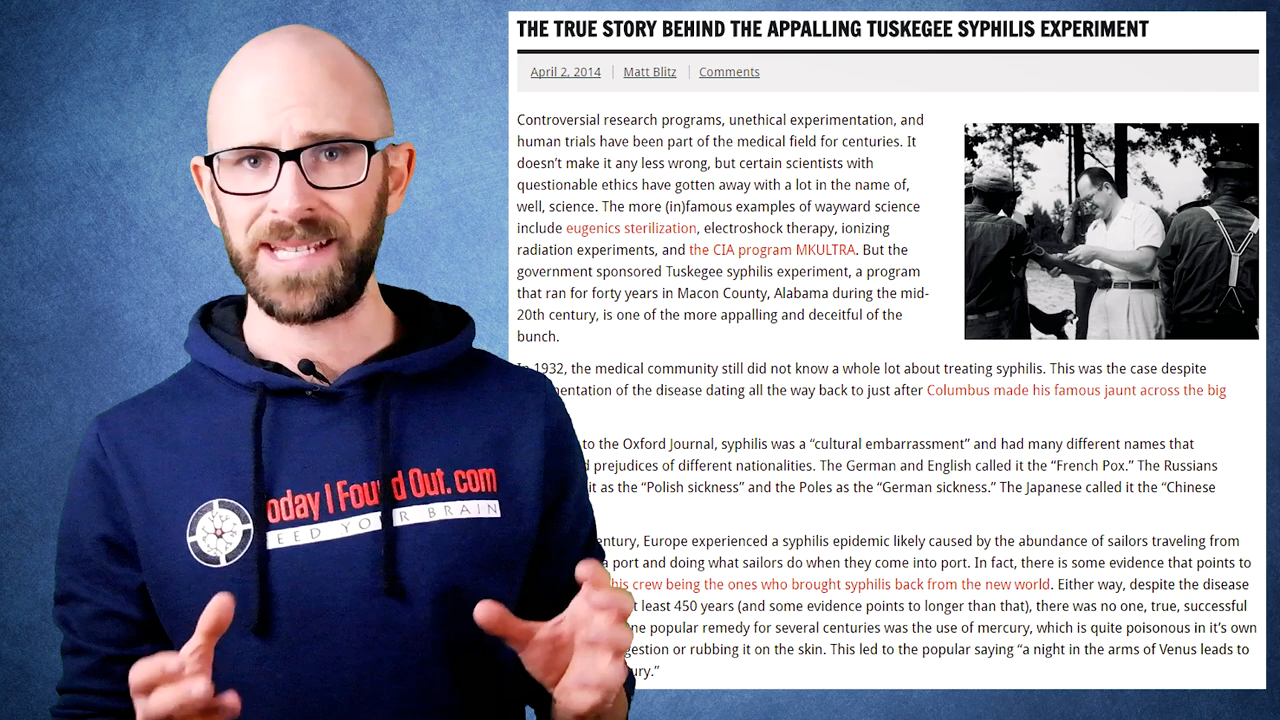 THE TRUE STORY BEHIND THE APPALLING TUSKEGEE SYPHILIS EXPERIMENT
April 2, 2014 Matt Blitz Comments
Controversial research programs, unethical experimentation, and
human trials have been part of the medical field for centuries. It
doesn't make it any less wrong, but certain scientists with
questionable ethics have gotten away with a lot in the name of,
well, science. The more (in)famous examples of wayward science
include eugenics sterilization, electroshock therapy, ionizing
radiation experiments, and the CIA program MKULTRA. But the
government sponsored Tuskegee syphilis experiment, a program
that ran for forty years in Macon County, Alabama during the mid-
20th century, is one of the more appalling and deceitful of the
bunch.
In 1932, the medical community still did not know a whole lot about treating syphilis. This was the case despite
entation of the disease dating all the way back to just after Columbus made his famous jaunt across the big
to the Oxford Journal, syphilis was a “cultural embarrassment” and had many different names that
prejudices of different nationalities. The German and English called it the “French Pox.” The Russians
it as the “Polish sickness” and the Poles as the “German sickness.” The Japanese called it the “Chinese
entury, Europe experienced a syphilis epidemic likely caused by the abundance of sailors traveling from
a port and doing what sailors do when they come into port. In fact, there is some evidence that points to
his crew being the ones who brought syphilis back from the new world. Either way, despite the disease
t least 450 years (and some evidence points to longer than that), there was no one, true, successful
ne popular remedy for several centuries was the use of mercury, which is quite poisonous in it's own
gestion or rubbing it on the skin. This led to the popular saying “a night in the arms of Venus leads to
ury.”
oday I Fou d Out.com
EED YO R BRAIN